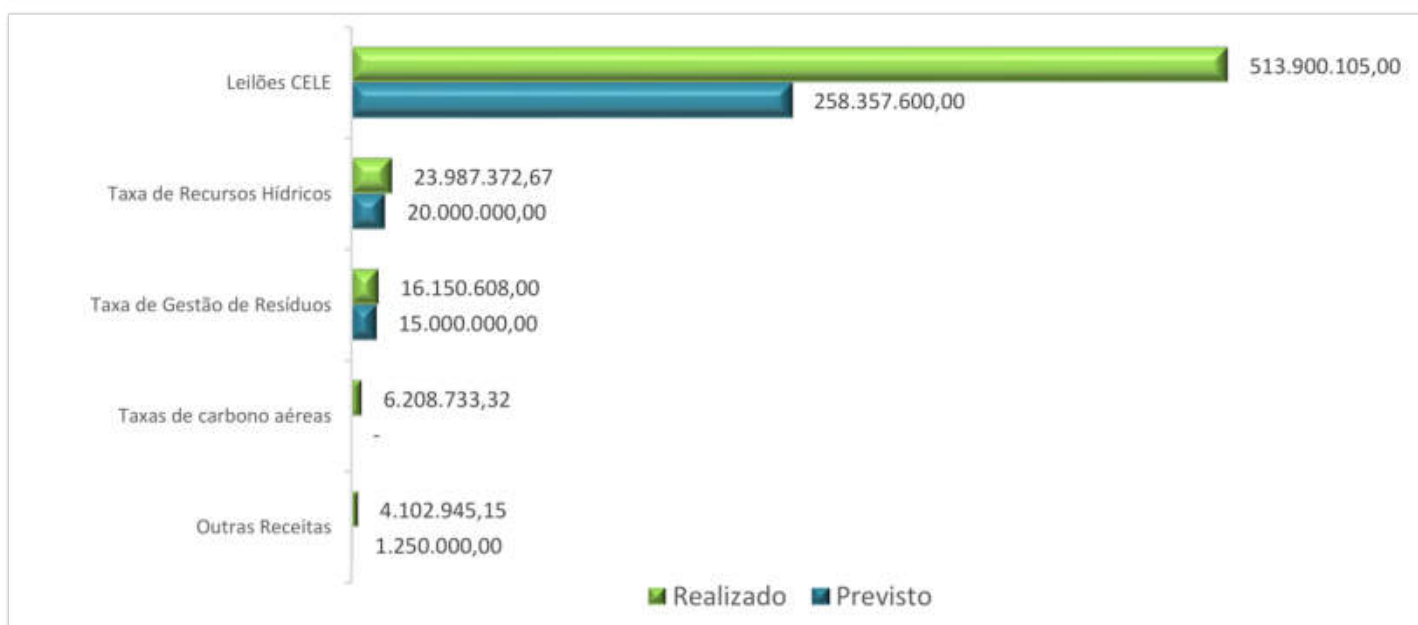 Leilões CELE
513.900.105,00
258.357.600,00
Taxa de Recursos Hídricos
23.987.372,67
20.000.000,00
Taxa de Gestão de Resíduos
16.150.608,00
15.000.000,00
Taxas de carbono aéreas
6.208.733,32
-
Outras Receitas
4.102.945,15
1.250.000,00
Realizado Previsto